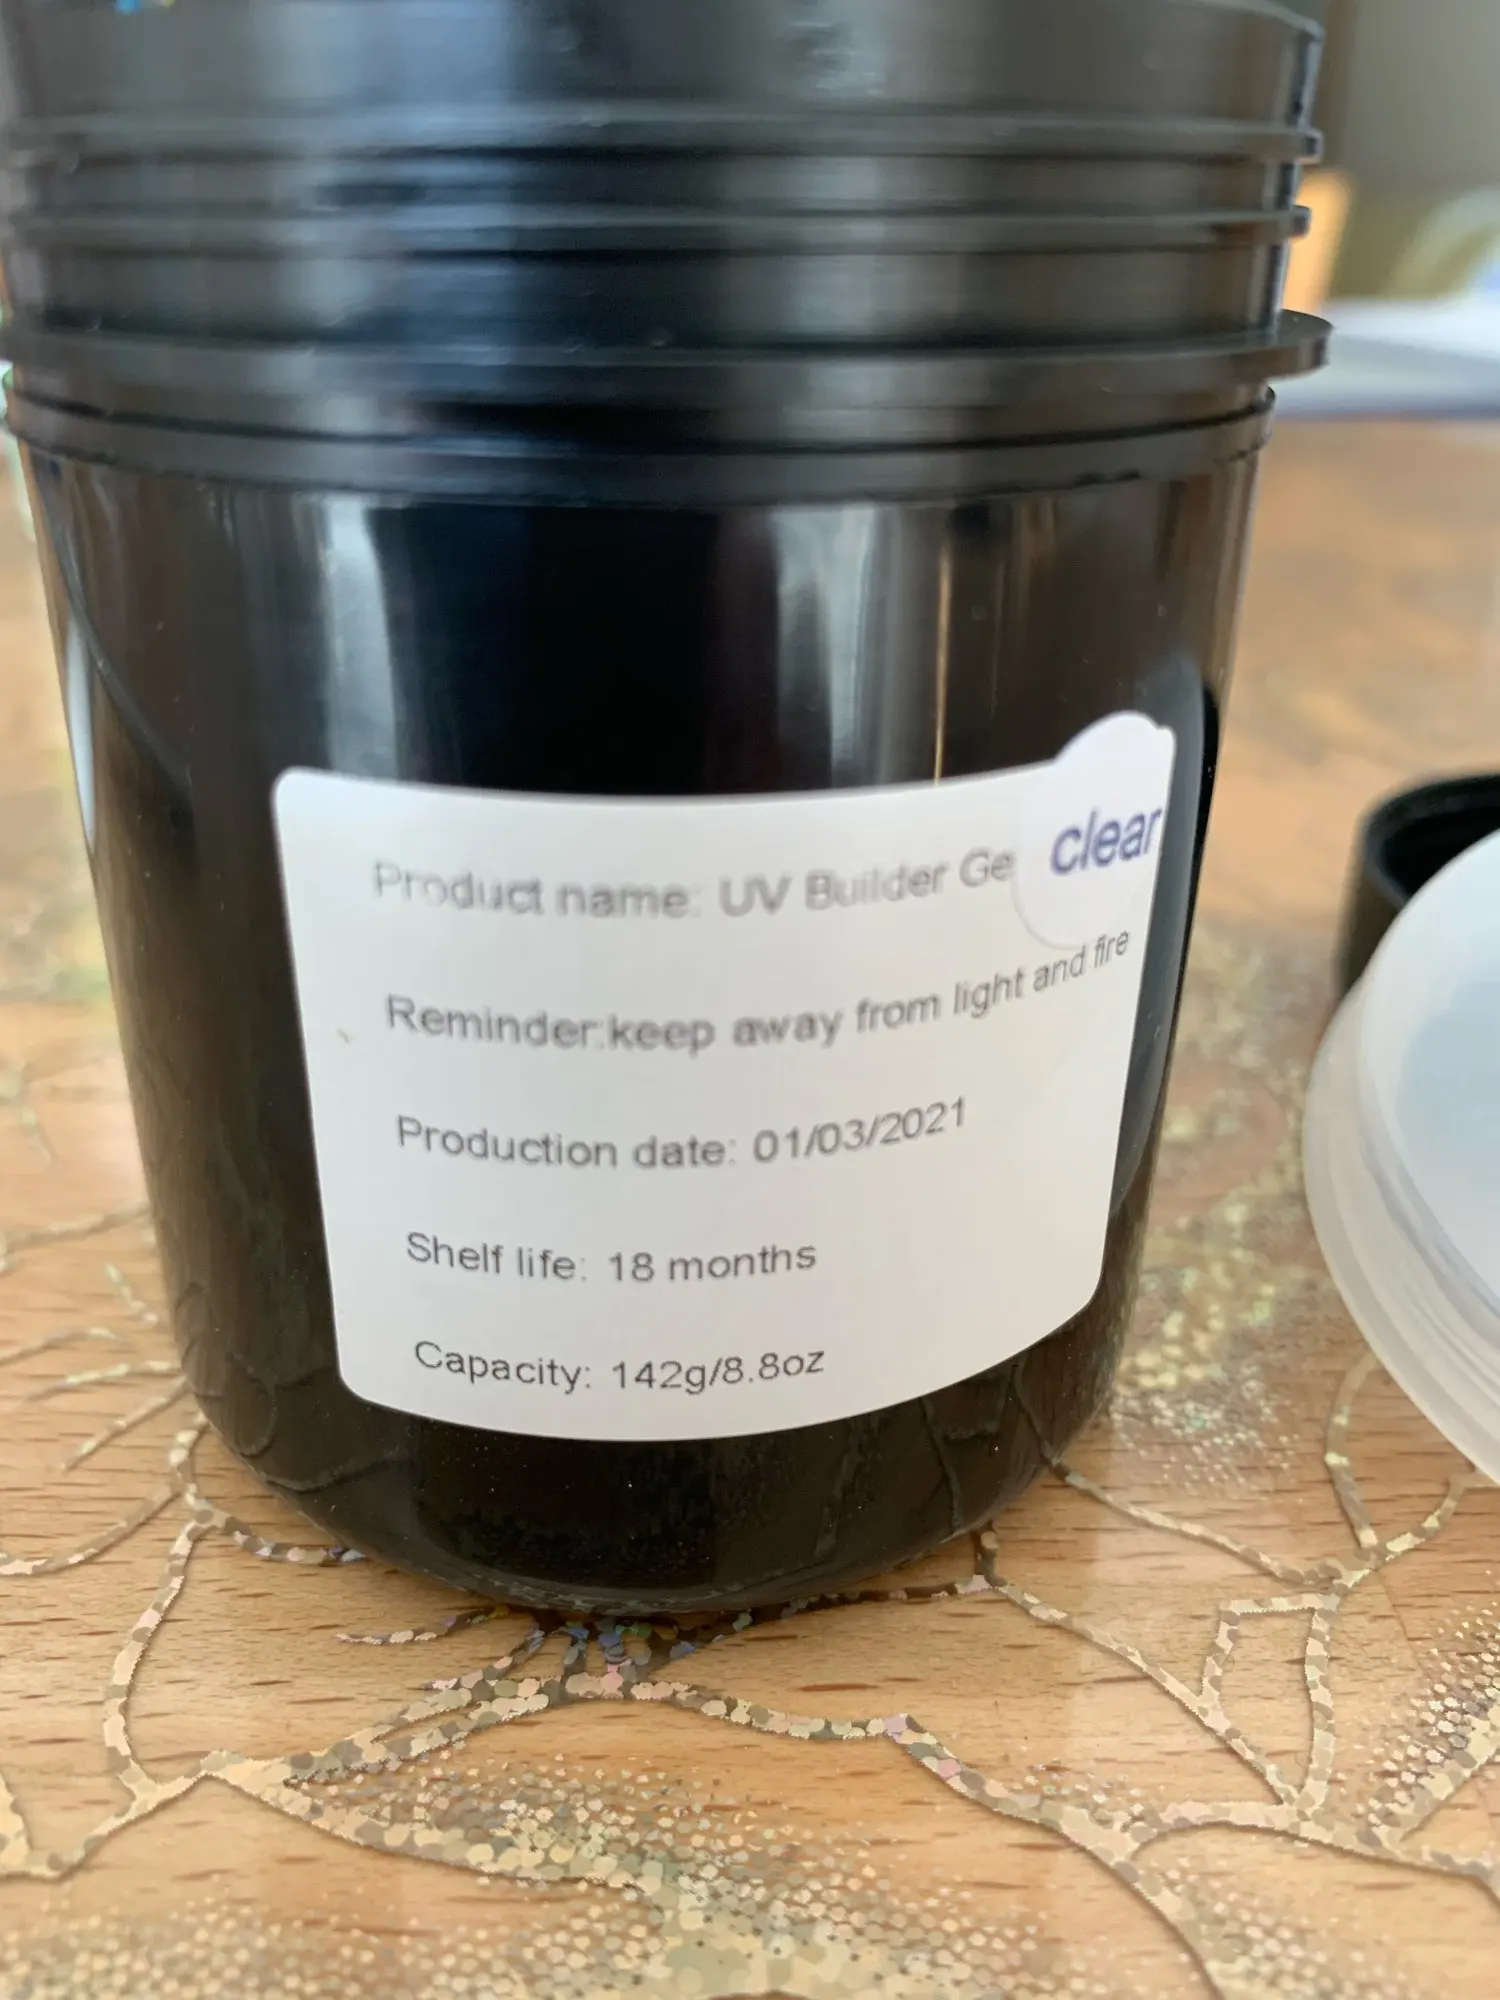 clear
Product name: UV Builder Ge
Reminder:keep away from light and fire
Production date: 01/03/2021
Shelf life: 18 months
Capacity: 142g/8.8oz